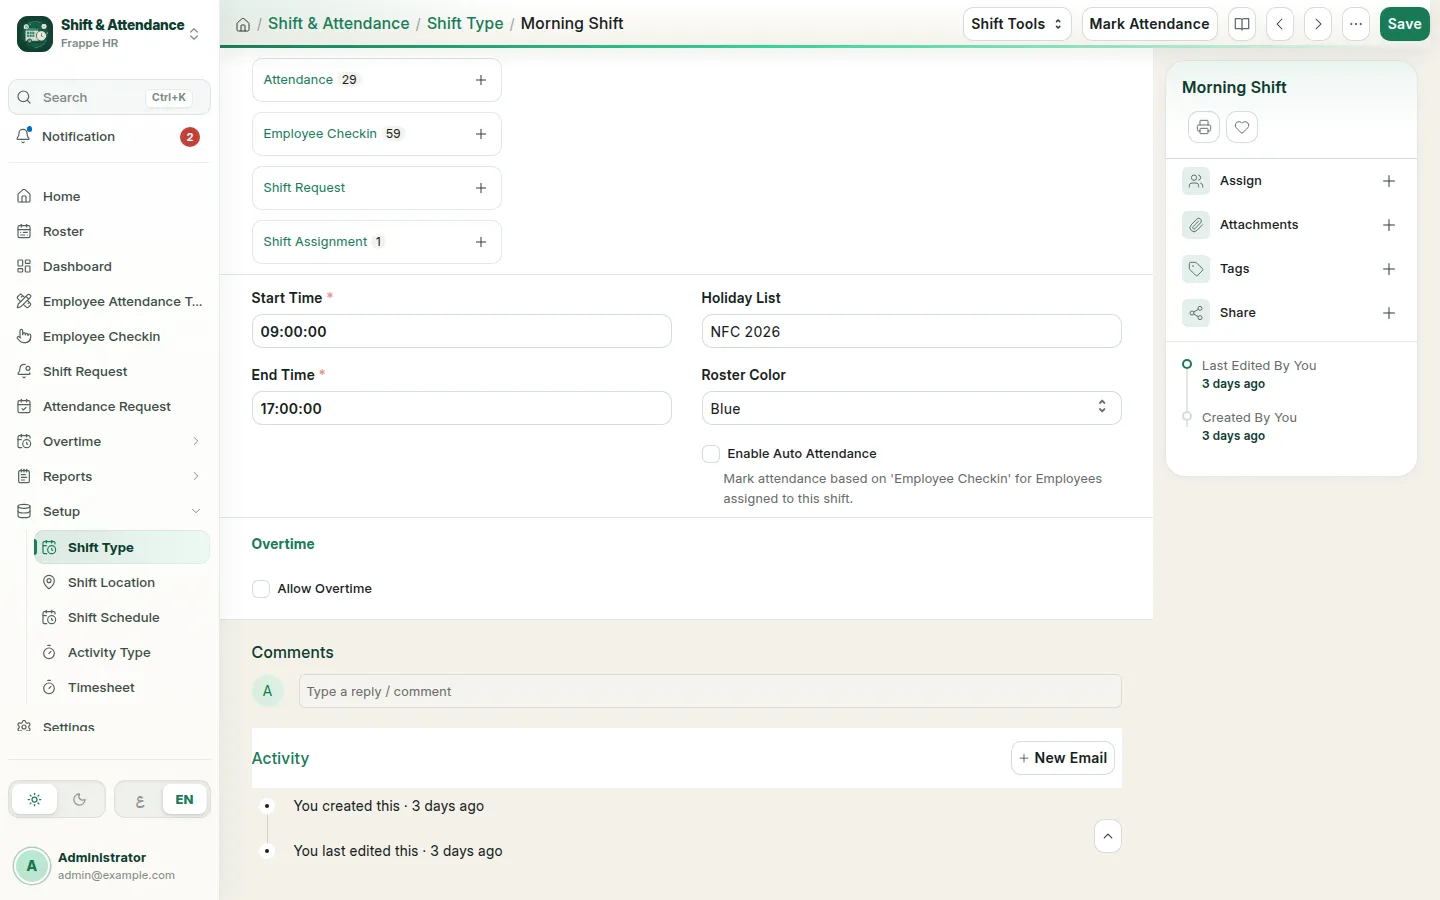 Shift & Attendance
Frappe HR
Search
Ctrl+K
Notification
2
Home
Roster
Dashboard
Employee Attendance T...
Employee Checkin
Shift Request
Attendance Request
Overtime
Reports
Setup
Shift Type
Shift Location
Shift Schedule
Activity Type
Timesheet
Settings
ع
EN
A
Administrator
admin@example.com
/ Shift & Attendance / Shift Type / Morning Shift
Shift Tools
Mark Attendance
Save
Attendance 29
Employee Checkin 59
Shift Request
Shift Assignment 1
Start Time *
09:00:00
End Time *
17:00:00
Holiday List
NFC 2026
Roster Color
Blue
Enable Auto Attendance
Mark attendance based on 'Employee Checkin' for Employees
assigned to this shift.
Overtime
Allow Overtime
Comments
A
Type a reply / comment
Activity
New Email
You created this · 3 days ago
You last edited this · 3 days ago
Morning Shift
Assign
Attachments
Tags
Share
Last Edited By You
3 days ago
Created By You
3 days ago